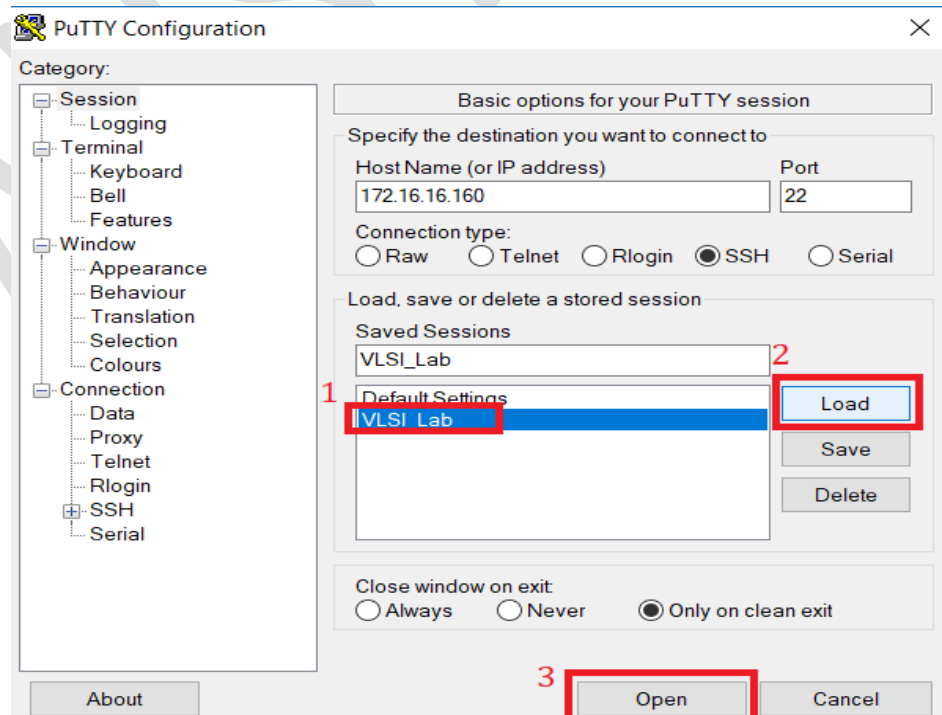 PuTTY Configuration
Category:
Session
Logging
Terminal
Keyboard
Bell
Features
Window
Appearance
Behaviour
Translation
Selection
Colours
Connection
Data
Proxy
Telnet
Rlogin
SSH
Serial
Basic options for your PuTTY session
Specify the destination you want to connect to
Host Name (or IP address) Port
172.16.16.160 22
Connection type:
Raw Telnet Rlogin SSH Serial
Load, save or delete a stored session
Saved Sessions
VLSI_Lab
2
1
Default Settings
VLSI_Lab
Load
Save
Delete
Close window on exit:
Always Never Only on clean exit
3
About Open Cancel